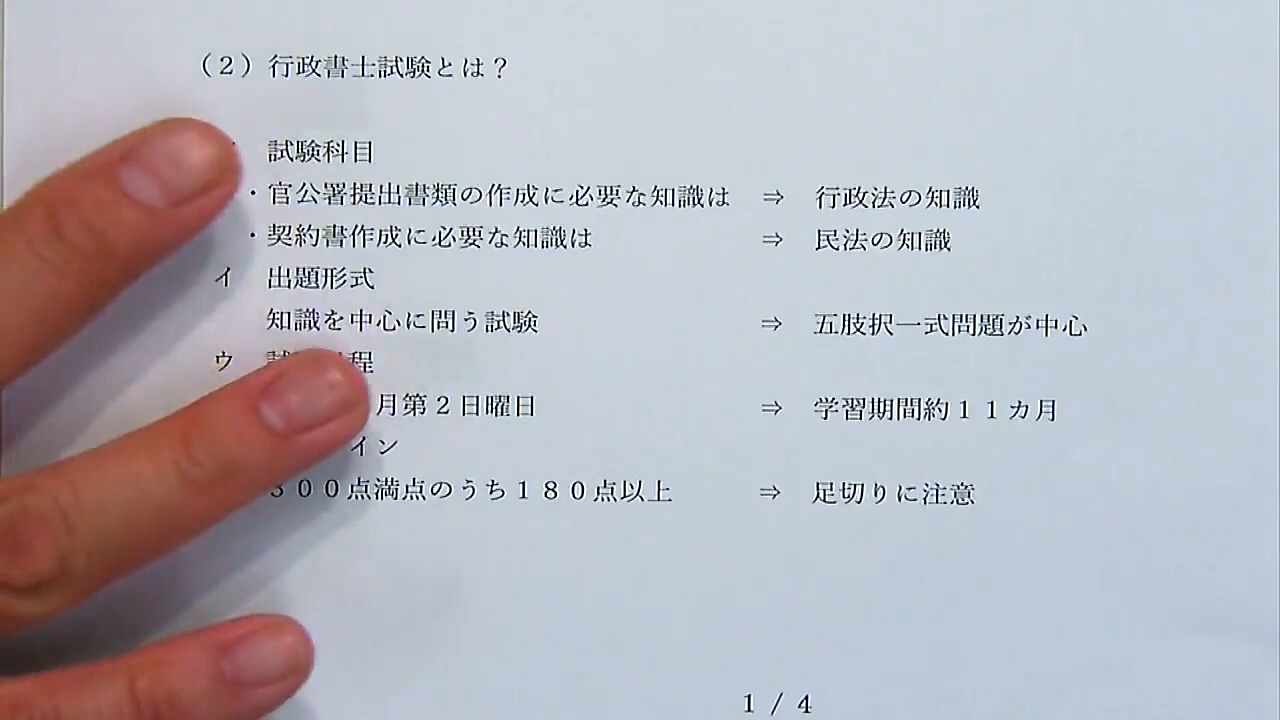 （２）行政書士試験とは？
試験科目
・官公署提出書類の作成に必要な知識は ⇒ 行政法の知識
・契約書作成に必要な知識は ⇒ 民法の知識
イ 出題形式
知識を中心に問う試験 ⇒ 五肢択一式問題が中心
ウ 試 程
月第２日曜日 ⇒ 学習期間約１１カ月
イン
３００点満点のうち１８０点以上 ⇒ 足切りに注意
1 / 4